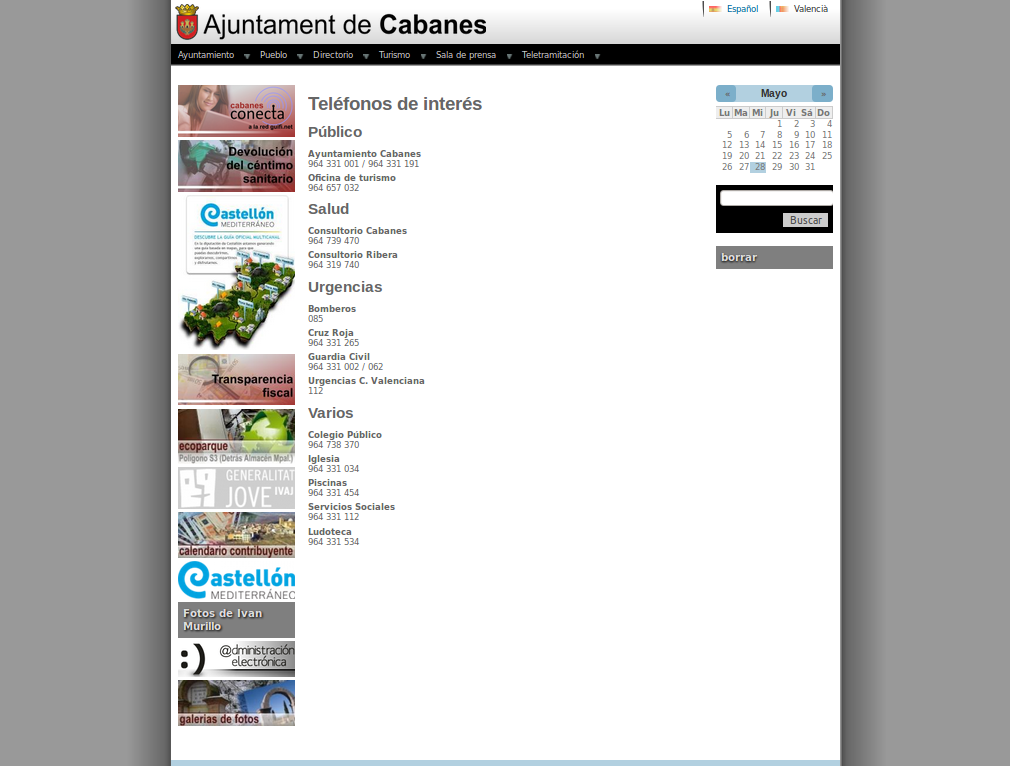 Ajuntament de Cabanes
Español Valencià
Ayuntamiento Pueblo Directorio Turismo Sala de prensa Teletramitación
cabanes
conecta
a la red guifi.net
Devolución
del céntimo
sanitario
Castellón
MEDITERRÁNEO
DESCUBRE LA GUÍA OFICIAL MULTICANAL
Transparencia
fiscal
ecoparque
Polígono S3 (Detrás Almacén Mpal.)
GENERALITAT
JOVE IVAJ
calendario contribuyente
Castellón
MEDITERRÁNEO
Fotos de Ivan
Murillo
:) @dministración
electrónica
galerías de fotos
Teléfonos de interés
Público
Ayuntamiento Cabanes
964 331 001 / 964 331 191
Oficina de turismo
964 657 032
Salud
Consultorio Cabanes
964 739 470
Consultorio Ribera
964 319 740
Urgencias
Bomberos
085
Cruz Roja
964 331 265
Guardia Civil
964 331 002 / 062
Urgencias C. Valenciana
112
Varios
Colegio Público
964 738 370
Iglesia
964 331 034
Piscinas
964 331 454
Servicios Sociales
964 331 112
Ludoteca
964 331 534
« Mayo »
Lu Ma Mi Ju Vi Sá Do
1 2 3 4
5 6 7 8 9 10 11
12 13 14 15 16 17 18
19 20 21 22 23 24 25
26 27 28 29 30 31
Buscar
borrar